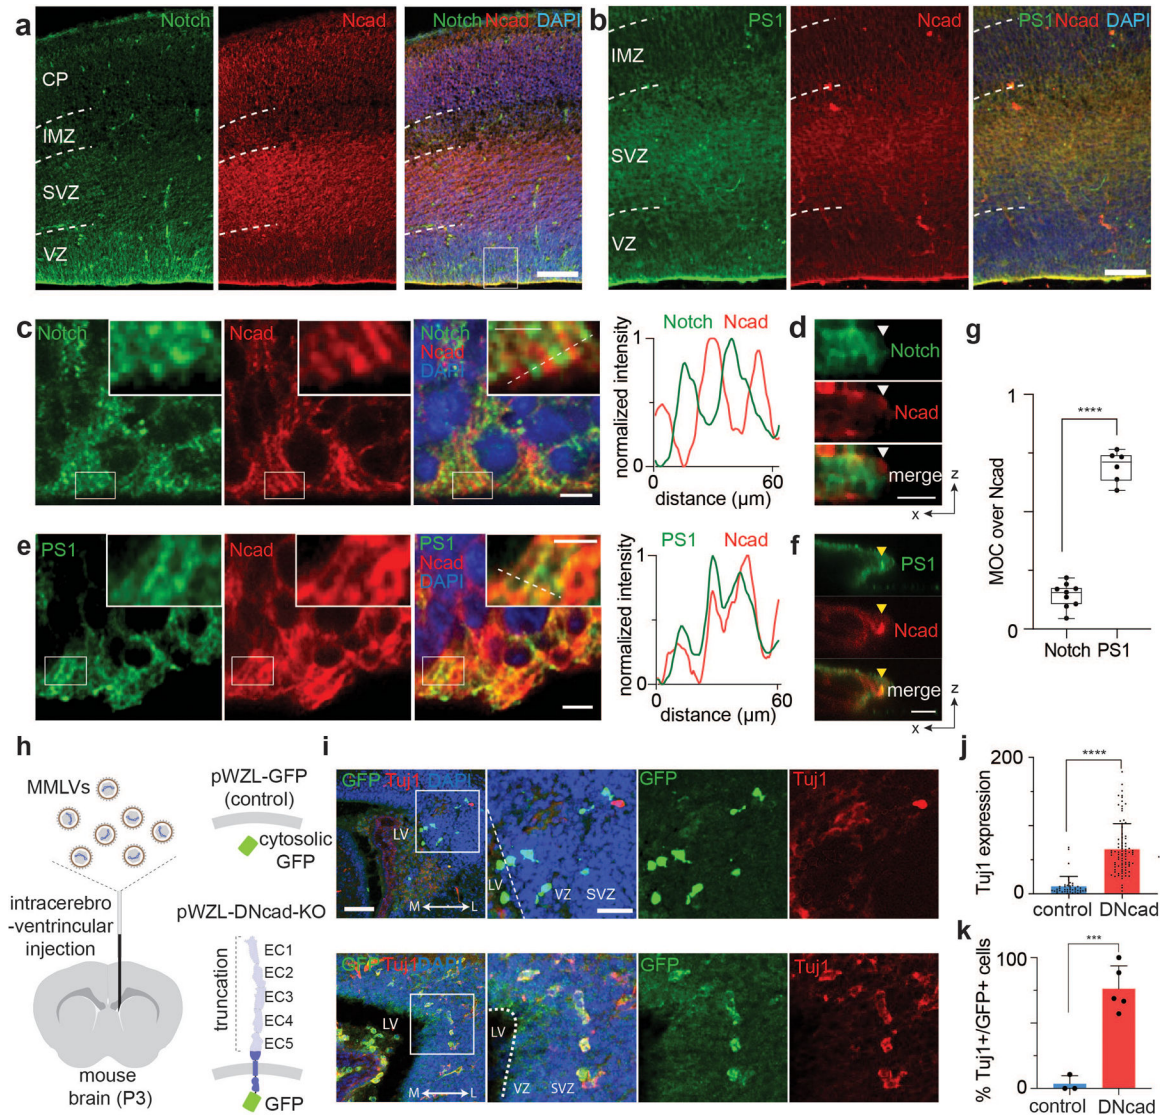 a
Notch
Ncad
Notch Ncad DAPI
CP
IMZ
SVZ
VZ
b
PS1
Ncad
PS1 Ncad DAPI
IMZ
SVZ
VZ
c
Notch
Ncad
Notch
Ncad
DAPI
Notch Ncad
1
0
normalized intensity
0 60
distance (µm)
d
Notch
Ncad
merge
z
x
e
PS1
Ncad
PS1
Ncad
DAPI
PS1 Ncad
1
0
normalized intensity
0 60
distance (µm)
f
PS1
Ncad
merge
z
x
g
1
0
MOC over Ncad
****
Notch PS1
h
MMLVs
intracerebro
-ventricular
injection
mouse
brain (P3)
pWZL-GFP
(control)
cytosolic
GFP
pWZL-DNcad-KO
truncation
EC1
EC2
EC3
EC4
EC5
GFP
i
GFP Tuj1 DAPI
LV
M L
LV
VZ SVZ
GFP
Tuj1
GFP Tuj1 DAPI
LV
M L
LV
VZ SVZ
GFP
Tuj1
j
200
0
Tuj1 expression
****
control DNcad
k
100
0
% Tuj1+/GFP+ cells
***
control DNcad